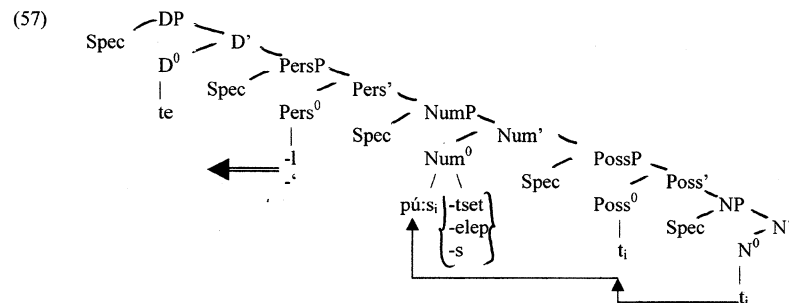 (57)
DP
Spec D’
D⁰ PersP
te Spec Pers’
Pers⁰ NumP
-l Spec Num’
-‘ Num⁰ PossP
pú:sᵢ -tset Spec Poss’
-elep Poss⁰ NP
-s tᵢ Spec N’
N⁰
tᵢ